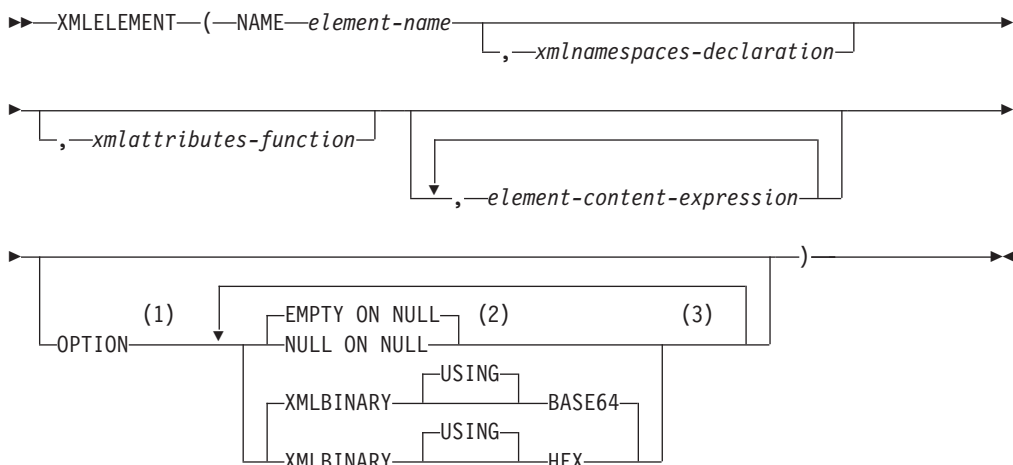 XMLELEMENT ( NAME element-name
, xmlnamespaces-declaration
, xmlattributes-function
, element-content-expression
)
(1) EMPTY ON NULL (2) (3)
OPTION NULL ON NULL
USING
XMLBINARY BASE64
USING
XMLBINARY HEX